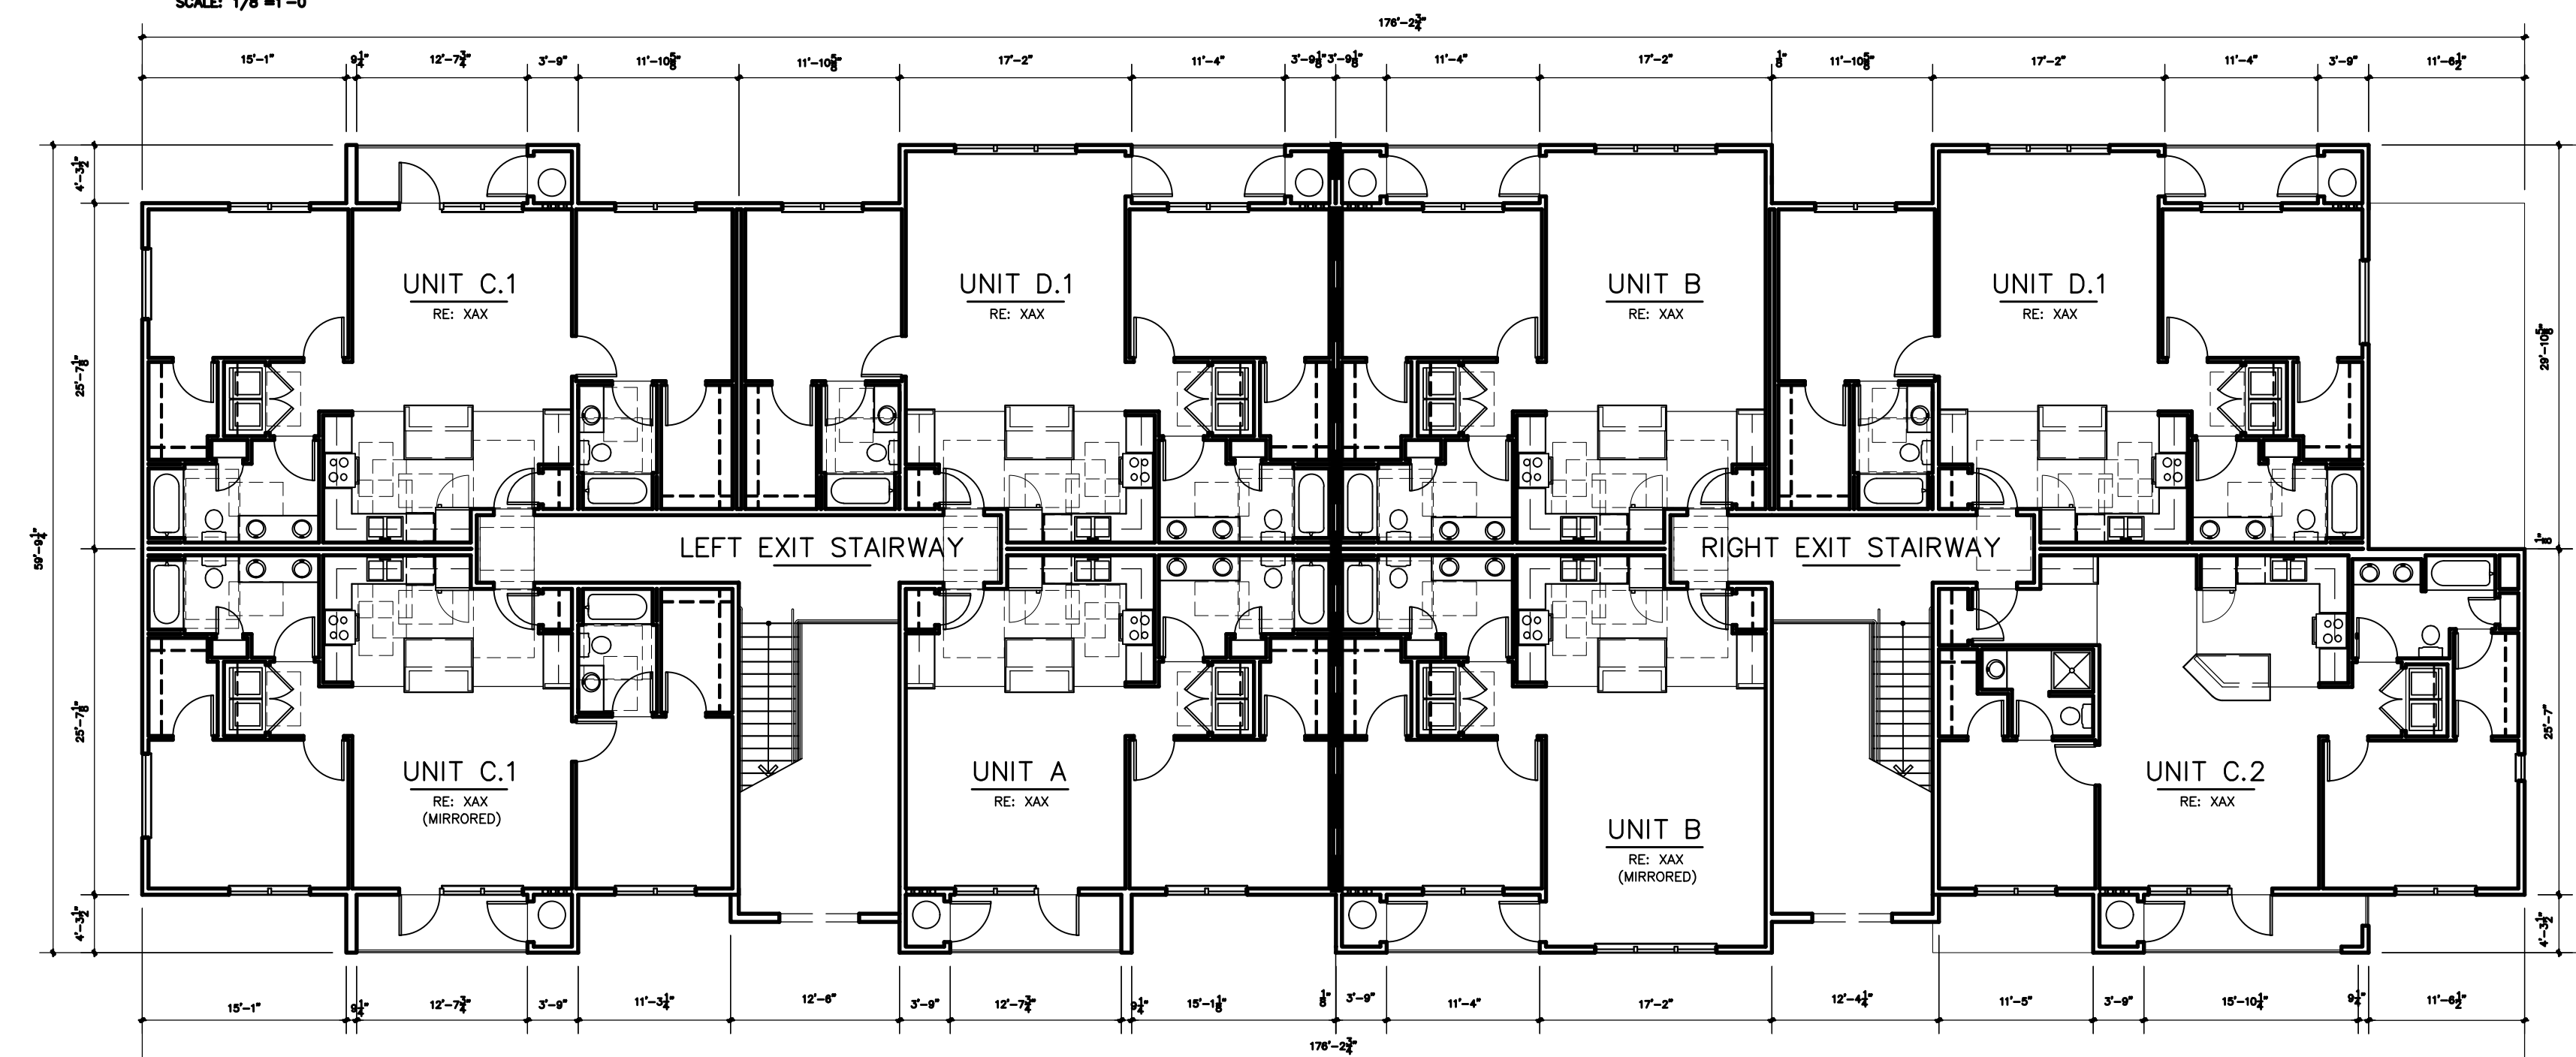 SCALE: 1/8"=1'-0"
176'-2 3/4"
15'-1" 9 1/4" 12'-7 3/4" 3'-9" 11'-10 5/8" 11'-10 5/8" 17'-2" 11'-4" 3'-9 1/8" 3'-9 1/8" 11'-4" 17'-2" 1/8" 11'-10 5/8" 17'-2" 11'-4" 3'-9" 11'-6 1/2"
4'-3 1/2"
UNIT C.1
RE: XAX
UNIT D.1
RE: XAX
UNIT B
RE: XAX
UNIT D.1
RE: XAX
25'-7 1/8"
29'-10 5/8"
59'-9 1/4"
LEFT EXIT STAIRWAY
RIGHT EXIT STAIRWAY
1/8"
25'-7 1/8"
25'-7"
UNIT C.1
RE: XAX
(MIRRORED)
UNIT A
RE: XAX
UNIT B
RE: XAX
(MIRRORED)
UNIT C.2
RE: XAX
4'-3 1/2"
4'-3 1/2"
15'-1" 9 1/4" 12'-7 3/4" 3'-9" 11'-3 1/4" 12'-6" 3'-9" 12'-7 3/4" 9 1/4" 15'-1 1/8" 1/8" 3'-9" 11'-4" 17'-2" 12'-4 1/4" 11'-5" 3'-9" 15'-10 1/4" 9 1/4" 11'-6 1/2"
176'-2 3/4"